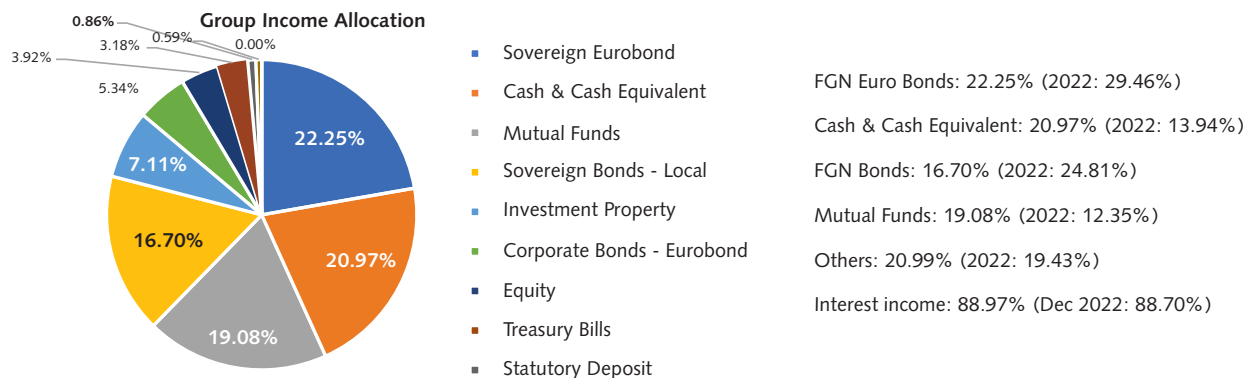 Group Income Allocation
0.86%
0.59%
0.00%
3.18%
3.92%
5.34%
7.11%
16.70%
19.08%
20.97%
22.25%
Sovereign Eurobond
Cash & Cash Equivalent
Mutual Funds
Sovereign Bonds - Local
Investment Property
Corporate Bonds - Eurobond
Equity
Treasury Bills
Statutory Deposit
FGN Euro Bonds: 22.25% (2022: 29.46%)
Cash & Cash Equivalent: 20.97% (2022: 13.94%)
FGN Bonds: 16.70% (2022: 24.81%)
Mutual Funds: 19.08% (2022: 12.35%)
Others: 20.99% (2022: 19.43%)
Interest income: 88.97% (Dec 2022: 88.70%)